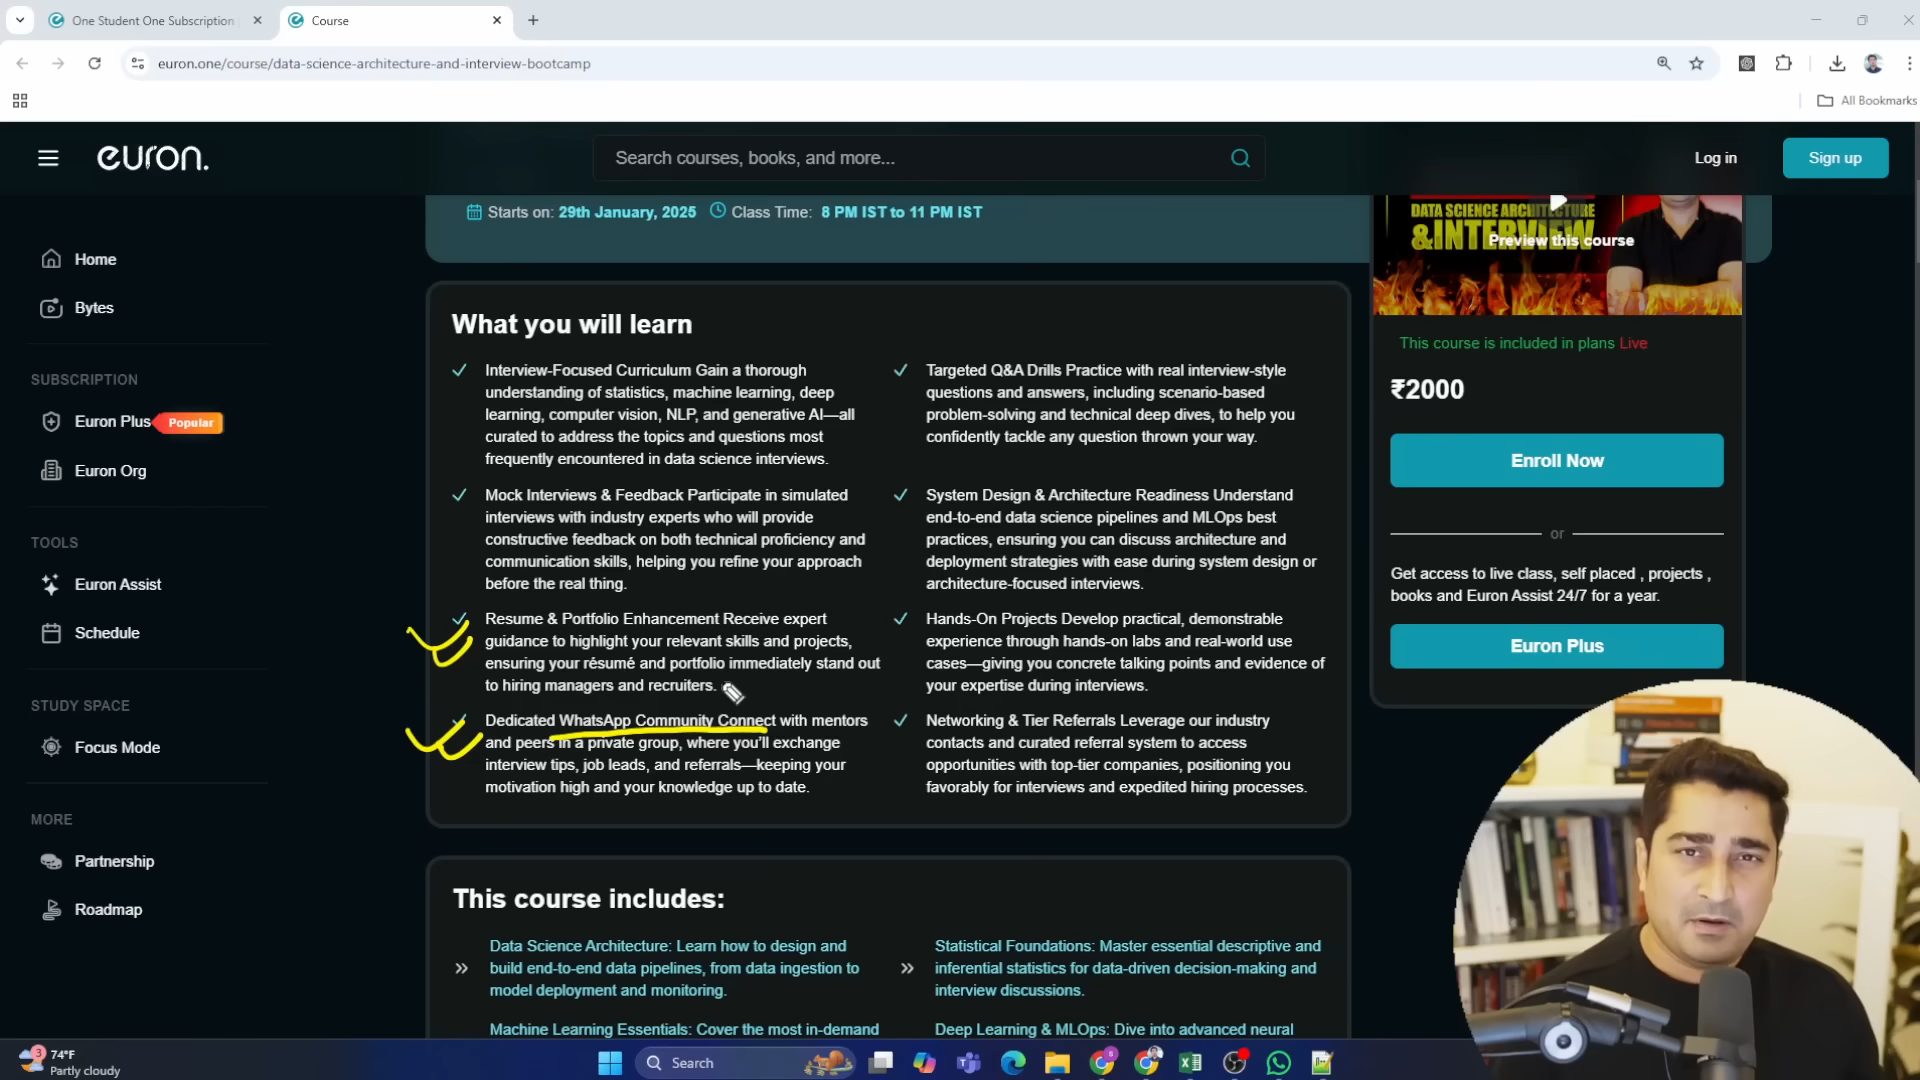 One Student One Subscription
Course
euron.one/course/data-science-architecture-and-interview-bootcamp
All Bookmarks
euron.
Search courses, books, and more...
Log in
Sign up
Home
Bytes
SUBSCRIPTION
Euron Plus
Popular
Euron Org
TOOLS
Euron Assist
Schedule
STUDY SPACE
Focus Mode
MORE
Partnership
Roadmap
Starts on: 29th January, 2025
Class Time: 8 PM IST to 11 PM IST
What you will learn
Interview-Focused Curriculum Gain a thorough
understanding of statistics, machine learning, deep
learning, computer vision, NLP, and generative AI—all
curated to address the topics and questions most
frequently encountered in data science interviews.
Targeted Q&A Drills Practice with real interview-style
questions and answers, including scenario-based
problem-solving and technical deep dives, to help you
confidently tackle any question thrown your way.
Mock Interviews & Feedback Participate in simulated
interviews with industry experts who will provide
constructive feedback on both technical proficiency and
communication skills, helping you refine your approach
before the real thing.
System Design & Architecture Readiness Understand
end-to-end data science pipelines and MLOps best
practices, ensuring you can discuss architecture and
deployment strategies with ease during system design or
architecture-focused interviews.
Resume & Portfolio Enhancement Receive expert
guidance to highlight your relevant skills and projects,
ensuring your résumé and portfolio immediately stand out
to hiring managers and recruiters.
Hands-On Projects Develop practical, demonstrable
experience through hands-on labs and real-world use
cases—giving you concrete talking points and evidence of
your expertise during interviews.
Dedicated WhatsApp Community Connect with mentors
and peers in a private group, where you'll exchange
interview tips, job leads, and referrals—keeping your
motivation high and your knowledge up to date.
Networking & Tier Referrals Leverage our industry
contacts and curated referral system to access
opportunities with top-tier companies, positioning you
favorably for interviews and expedited hiring processes.
This course includes:
Data Science Architecture: Learn how to design and
build end-to-end data pipelines, from data ingestion to
model deployment and monitoring.
Statistical Foundations: Master essential descriptive and
inferential statistics for data-driven decision-making and
interview discussions.
Machine Learning Essentials: Cover the most in-demand
Deep Learning & MLOps: Dive into advanced neural
DATA SCIENCE ARCHITECTURE
&INTERVIEW
Preview this course
This course is included in plans Live
₹2000
Enroll Now
or
Get access to live class, self placed , projects ,
books and Euron Assist 24/7 for a year.
Euron Plus
3
74°F
Partly cloudy
Search